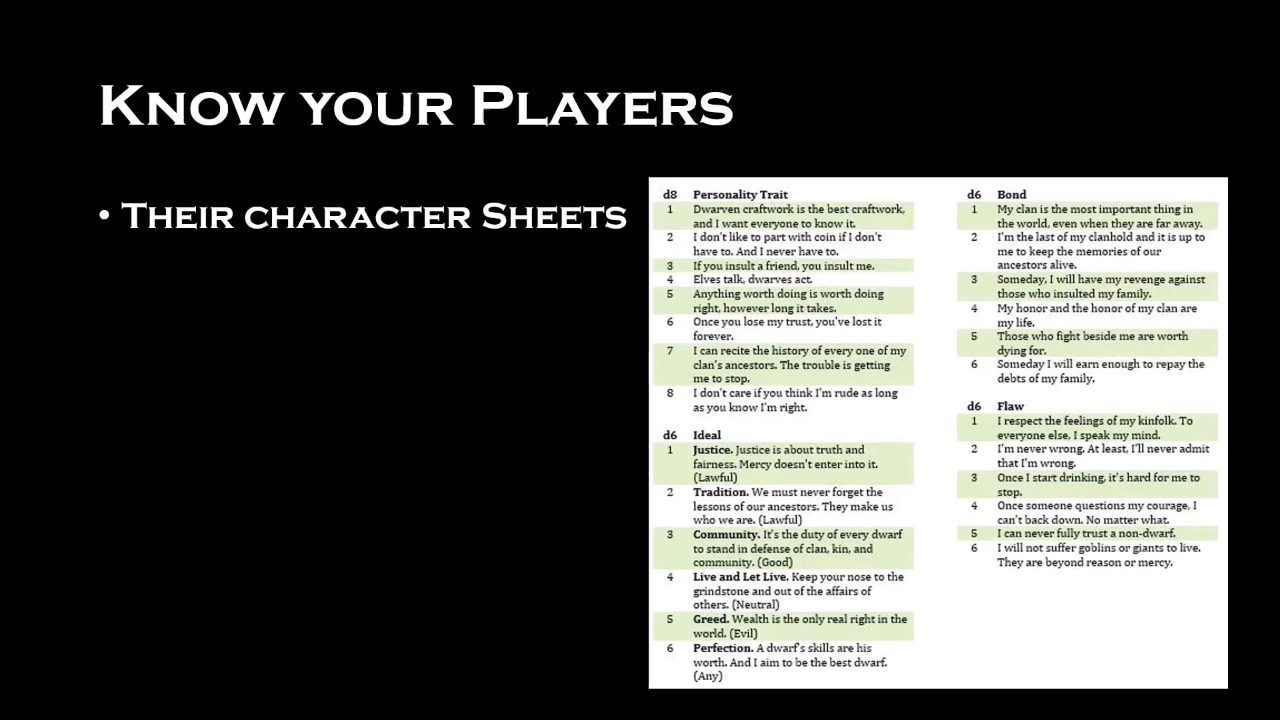 Know your Players
• Their character Sheets
d8 Personality Trait
1 Dwarven craftwork is the best craftwork,
and I want everyone to know it.
2 I don't like to part with coin if I don't
have to. And I never have to.
3 If you insult a friend, you insult me.
4 Elves talk, dwarves act.
5 Anything worth doing is worth doing
right, however long it takes.
6 Once you lose my trust, you've lost it
forever.
7 I can recite the history of every one of my
clan's ancestors. The trouble is getting
me to stop.
8 I don't care if you think I'm rude as long
as you know I'm right.
d6 Ideal
1 Justice. Justice is about truth and
fairness. Mercy doesn't enter into it.
(Lawful)
2 Tradition. We must never forget the
lessons of our ancestors. They make us
who we are. (Lawful)
3 Community. It's the duty of every dwarf
to stand in defense of clan, kin, and
community. (Good)
4 Live and Let Live. Keep your nose to the
grindstone and out of the affairs of
others. (Neutral)
5 Greed. Wealth is the only real right in the
world. (Evil)
6 Perfection. A dwarf's skills are his
worth. And I aim to be the best dwarf.
(Any)
d6 Bond
1 My clan is the most important thing in
the world, even when they are far away.
2 I'm the last of my clanhold and it is up to
me to keep the memories of our
ancestors alive.
3 Someday, I will have my revenge against
those who insulted my family.
4 My honor and the honor of my clan are
my life.
5 Those who fight beside me are worth
dying for.
6 Someday I will earn enough to repay the
debts of my family.
d6 Flaw
1 I respect the feelings of my kinfolk. To
everyone else, I speak my mind.
2 I'm never wrong. At least, I'll never admit
that I'm wrong.
3 Once I start drinking, it's hard for me to
stop.
4 Once someone questions my courage, I
can't back down. No matter what.
5 I can never fully trust a non-dwarf.
6 I will not suffer goblins or giants to live.
They are beyond reason or mercy.